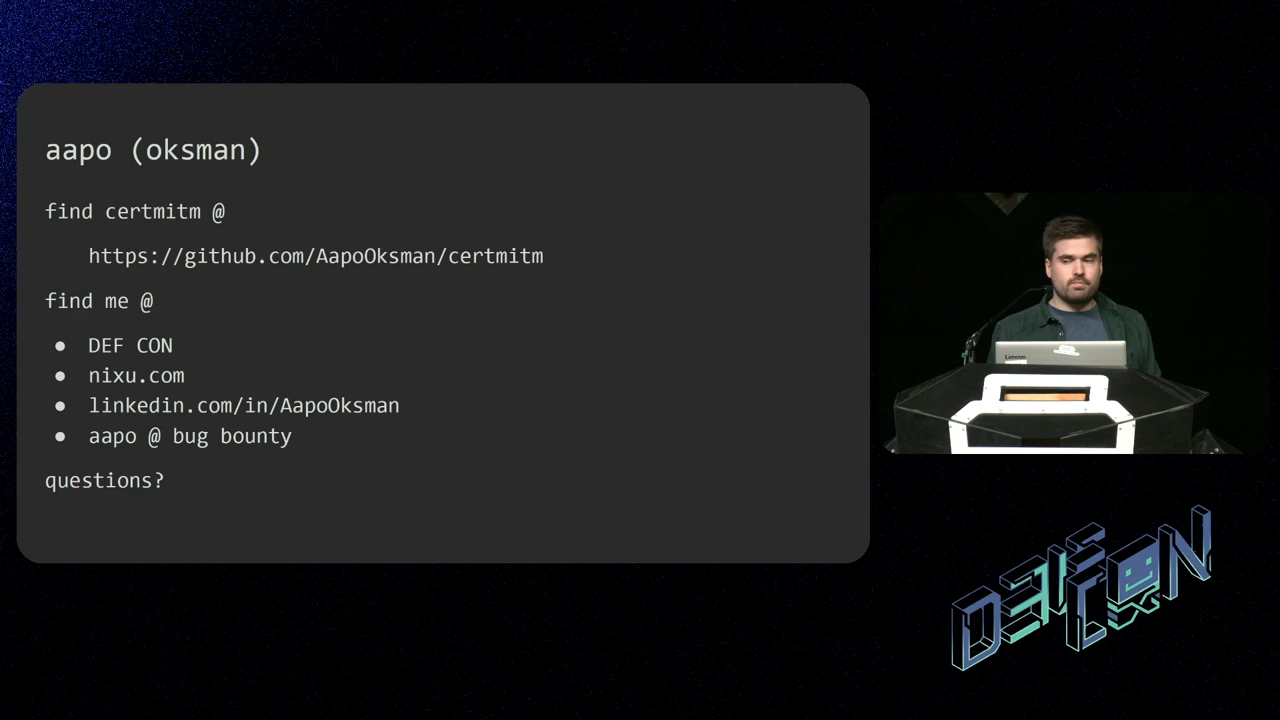 aapo (oksman)
find certmitm @
https://github.com/AapoOksman/certmitm
find me @
● DEF CON
● nixu.com
● linkedin.com/in/AapoOksman
● aapo @ bug bounty
questions?
Lenovo
DEF CON